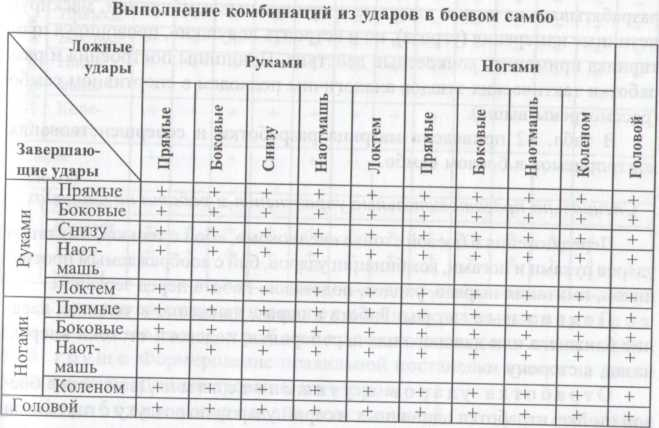 Выполнение комбинаций из ударов в боевом самбо
Ложные удары
Руками
Ногами
Завершаю-
щие удары
Прямые
Боковые
Снизу
Наотмашь
Локтем
Прямые
Боковые
Наотмашь
Коленом
Головой
Руками
Прямые + + + + + + + + + +
Боковые + + + + + + + + + +
Снизу + + + + + + + + + +
Наот-
машь + + + + + + + + + +
Локтем + + + + + + + + + +
Ногами
Прямые + + + + + + + + + +
Боковые + + + + + + + + + +
Наот-
машь + + + + + + + + + +
Коленом + + + + + + + + + +
Головой + + + + + + + + + +